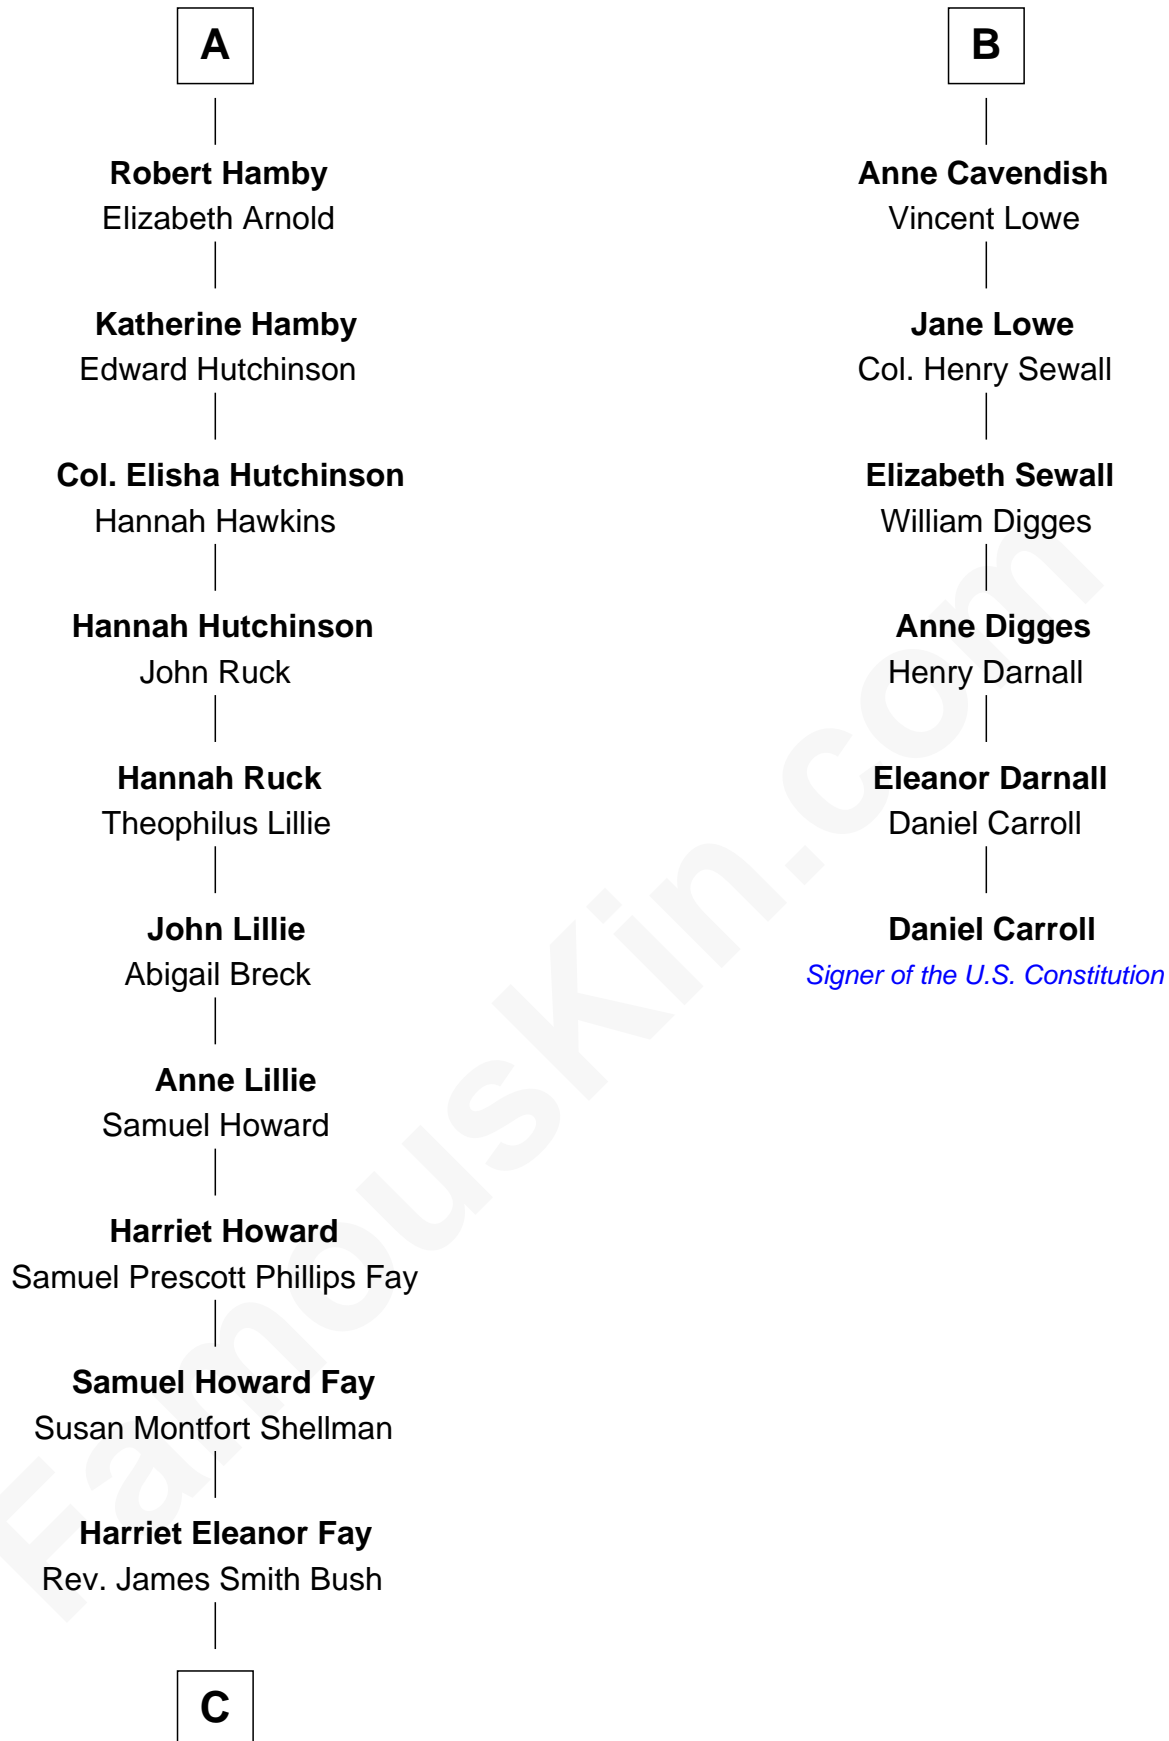 A
Robert Hamby
Elizabeth Arnold
Katherine Hamby
Edward Hutchinson
Col. Elisha Hutchinson
Hannah Hawkins
Hannah Hutchinson
John Ruck
Hannah Ruck
Theophilus Lillie
John Lillie
Abigail Breck
Anne Lillie
Samuel Howard
Harriet Howard
Samuel Prescott Phillips Fay
Samuel Howard Fay
Susan Montfort Shellman
Harriet Eleanor Fay
Rev. James Smith Bush
C
B
Anne Cavendish
Vincent Lowe
Jane Lowe
Col. Henry Sewall
Elizabeth Sewall
William Digges
Anne Digges
Henry Darnall
Eleanor Darnall
Daniel Carroll
Daniel Carroll
Signer of the U.S. Constitution
FamousKin.com